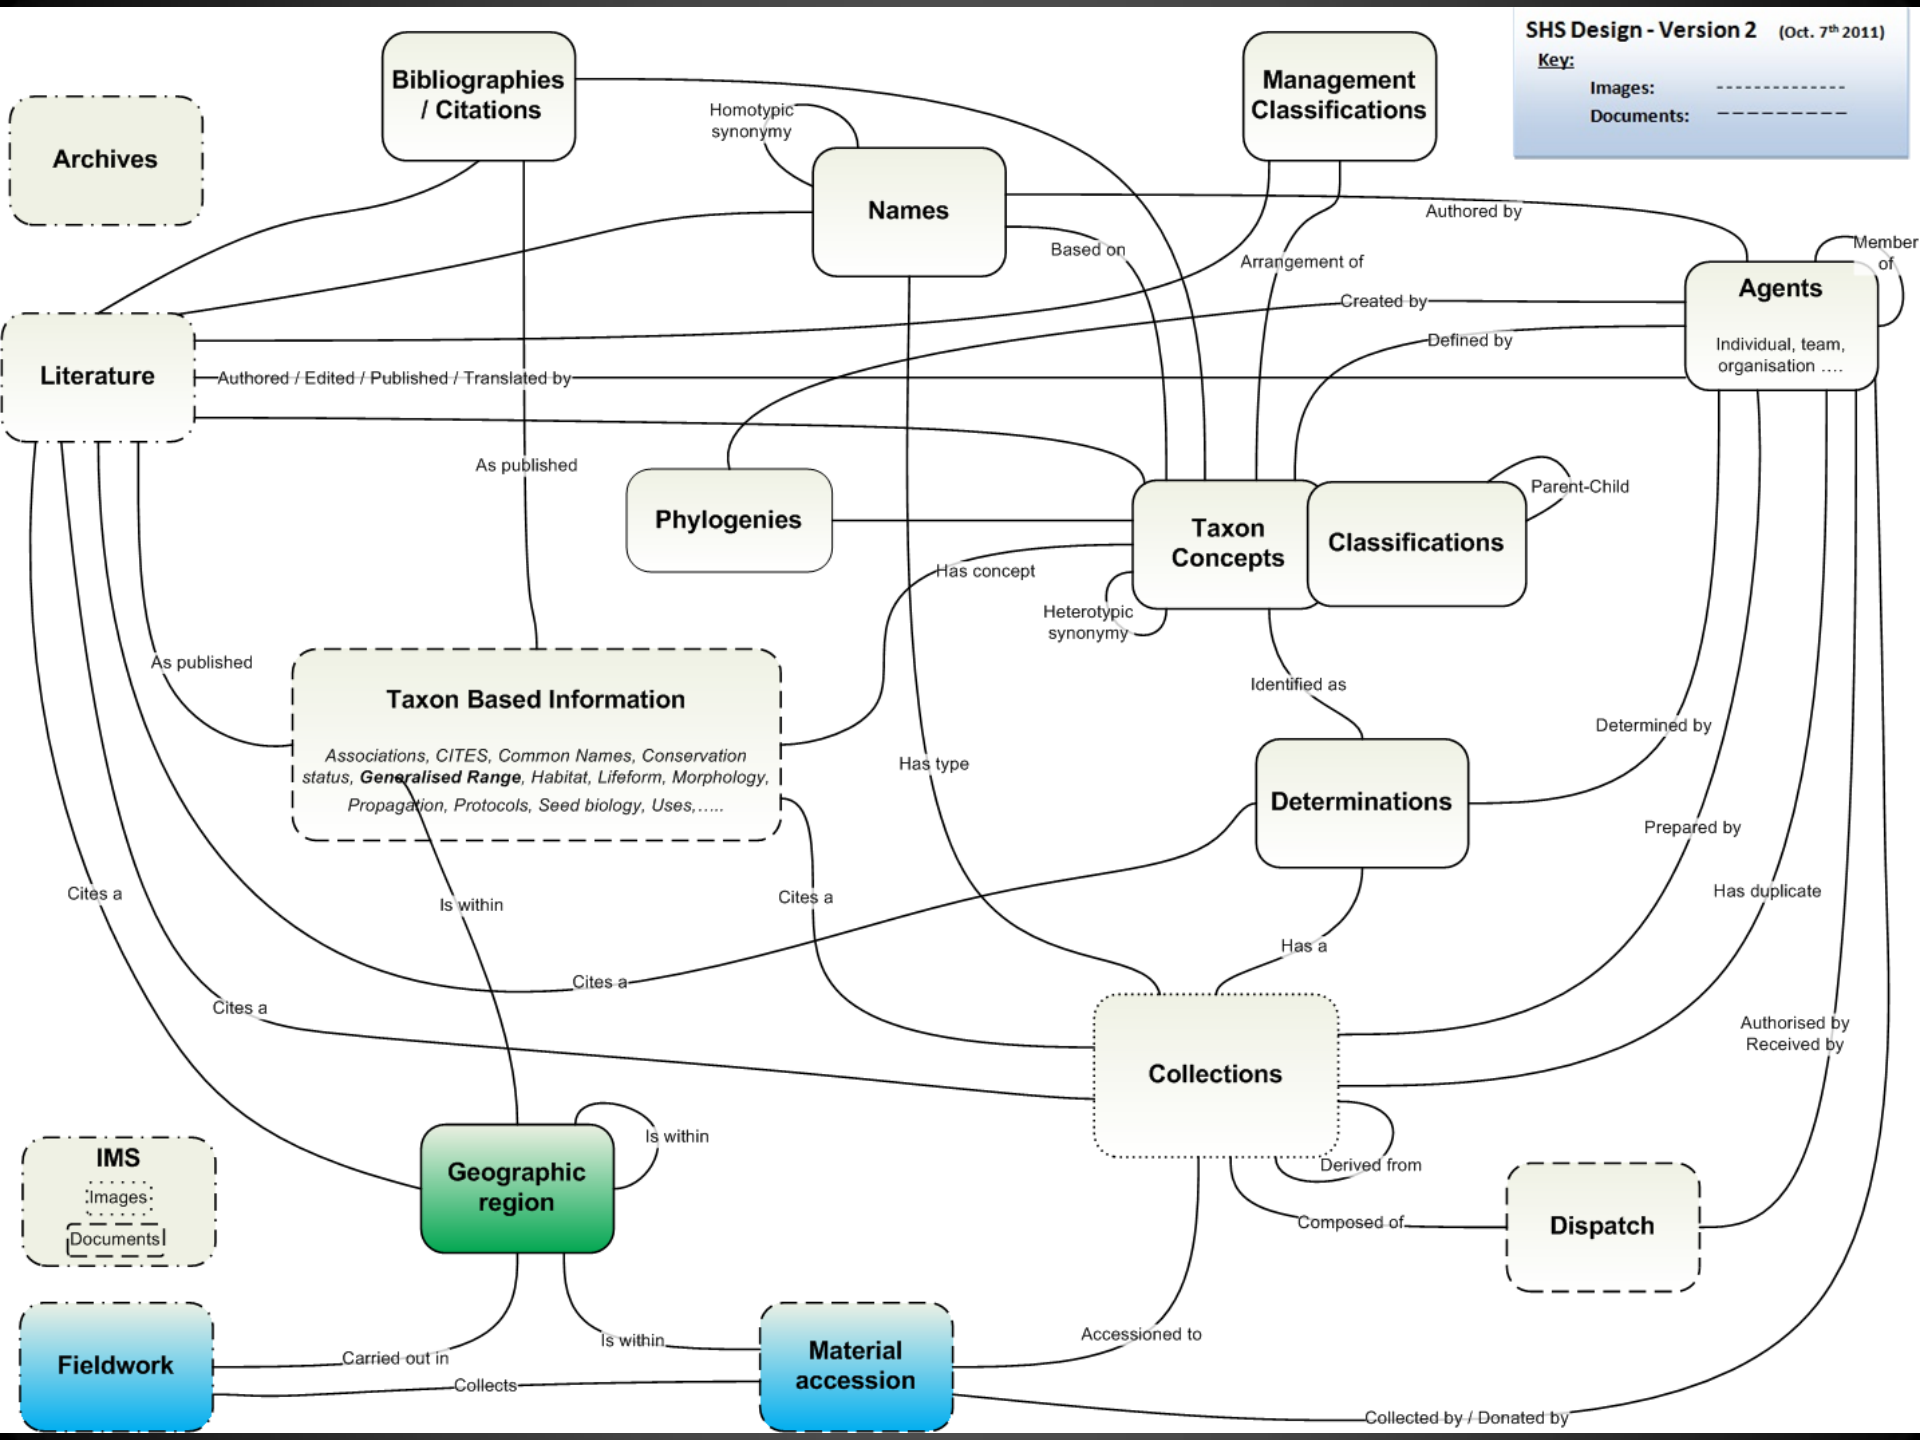 SHS Design - Version 2 (Oct. 7th 2011)
Key:
Images:
Documents:
Bibliographies
/ Citations
Management
Classifications
Archives
Homotypic
synonymy
Names
Authored by
Based on
Arrangement of
Member
of
Agents
Individual, team,
organisation ....
Created by
Defined by
Literature
Authored / Edited / Published / Translated by
As published
Phylogenies
Taxon
Concepts
Classifications
Parent-Child
Has concept
Heterotypic
synonymy
As published
Identified as
Taxon Based Information
Associations, CITES, Common Names, Conservation
status, Generalised Range, Habitat, Lifeform, Morphology,
Propagation, Protocols, Seed biology, Uses,.....
Determined by
Has type
Determinations
Prepared by
Cites a
Is within
Cites a
Has duplicate
Has a
Cites a
Cites a
Collections
Authorised by
Received by
IMS
Images
Documents
Geographic
region
Is within
Derived from
Composed of
Dispatch
Fieldwork
Carried out in
Collects
Is within
Material
accession
Accessioned to
Collected by / Donated by